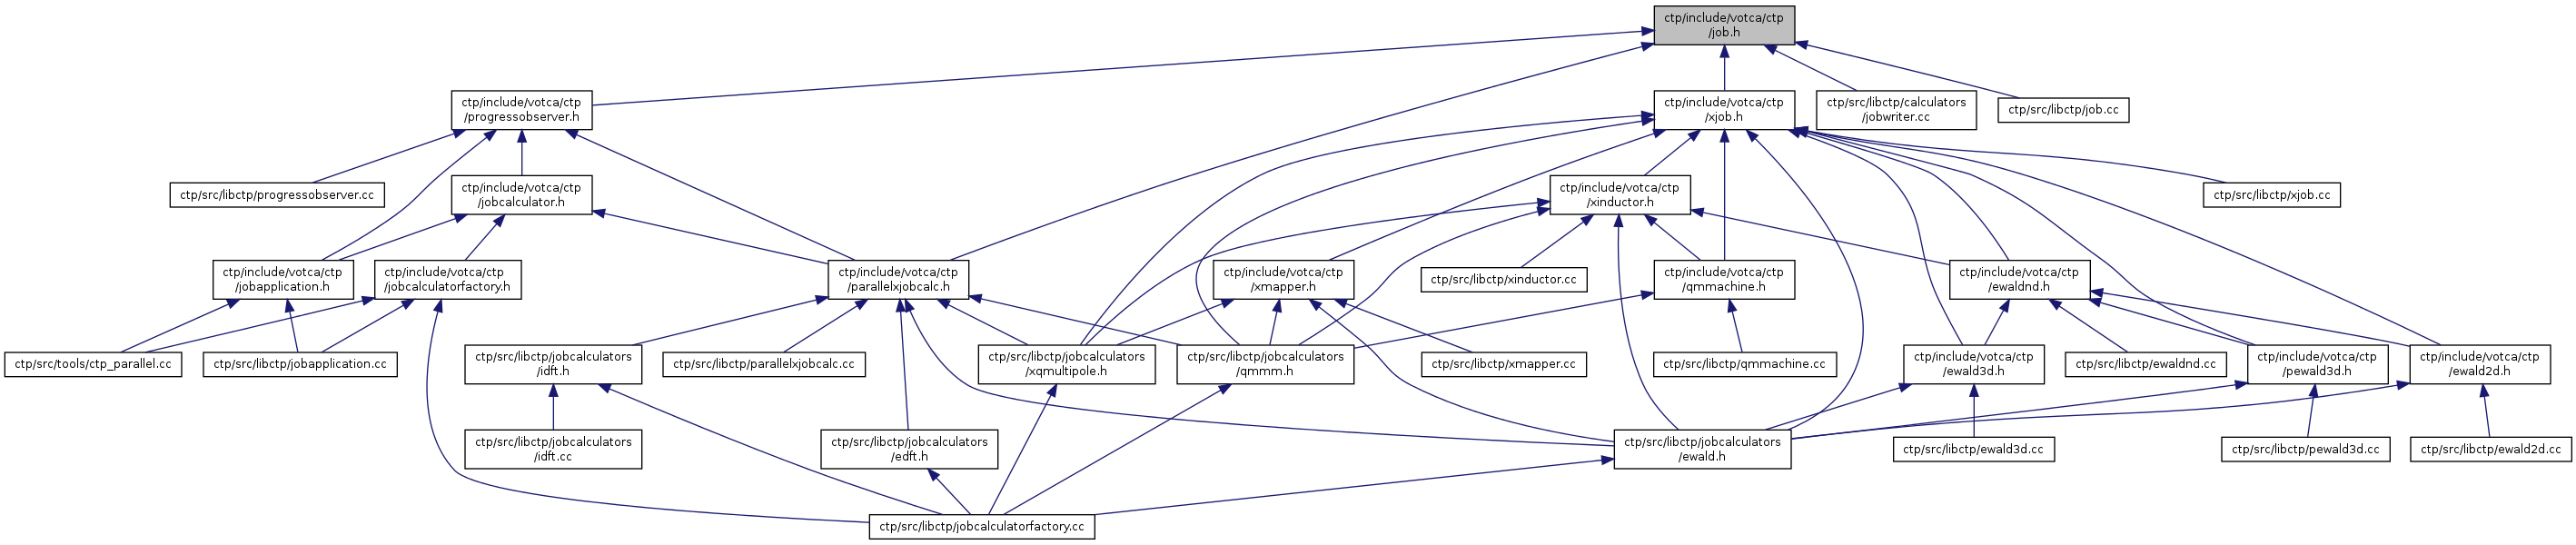 ctp/include/votca/ctp
/job.h
ctp/include/votca/ctp
/progressobserver.h
ctp/include/votca/ctp
/xjob.h
ctp/src/libctp/calculators
/jobwriter.cc
ctp/src/libctp/job.cc
ctp/src/libctp/progressobserver.cc
ctp/include/votca/ctp
/jobcalculator.h
ctp/include/votca/ctp
/xinductor.h
ctp/src/libctp/xjob.cc
ctp/include/votca/ctp
/jobapplication.h
ctp/include/votca/ctp
/jobcalculatorfactory.h
ctp/include/votca/ctp
/parallelxjobcalc.h
ctp/include/votca/ctp
/xmapper.h
ctp/src/libctp/xinductor.cc
ctp/include/votca/ctp
/qmmachine.h
ctp/include/votca/ctp
/ewaldnd.h
ctp/src/tools/ctp_parallel.cc
ctp/src/libctp/jobapplication.cc
ctp/src/libctp/jobcalculators
/idft.h
ctp/src/libctp/parallelxjobcalc.cc
ctp/src/libctp/jobcalculators
/xqmultipole.h
ctp/src/libctp/jobcalculators
/qmmm.h
ctp/src/libctp/xmapper.cc
ctp/src/libctp/qmmachine.cc
ctp/include/votca/ctp
/ewald3d.h
ctp/src/libctp/ewaldnd.cc
ctp/include/votca/ctp
/pewald3d.h
ctp/include/votca/ctp
/ewald2d.h
ctp/src/libctp/jobcalculators
/idft.cc
ctp/src/libctp/jobcalculators
/edft.h
ctp/src/libctp/jobcalculators
/ewald.h
ctp/src/libctp/ewald3d.cc
ctp/src/libctp/pewald3d.cc
ctp/src/libctp/ewald2d.cc
ctp/src/libctp/jobcalculatorfactory.cc